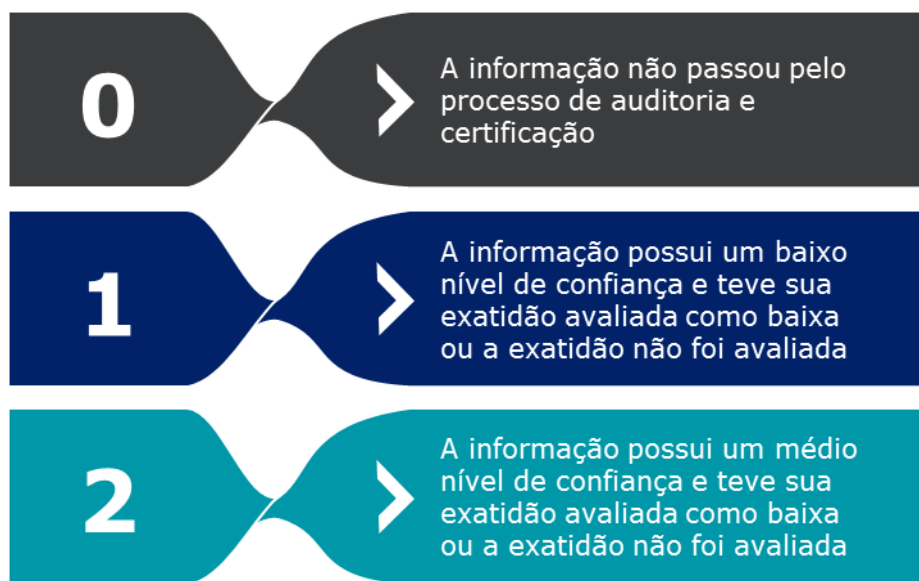 0
A informação não passou pelo
processo de auditoria e
certificação
1
A informação possui um baixo
nível de confiança e teve sua
exatidão avaliada como baixa
ou a exatidão não foi avaliada
2
A informação possui um médio
nível de confiança e teve sua
exatidão avaliada como baixa
ou a exatidão não foi avaliada